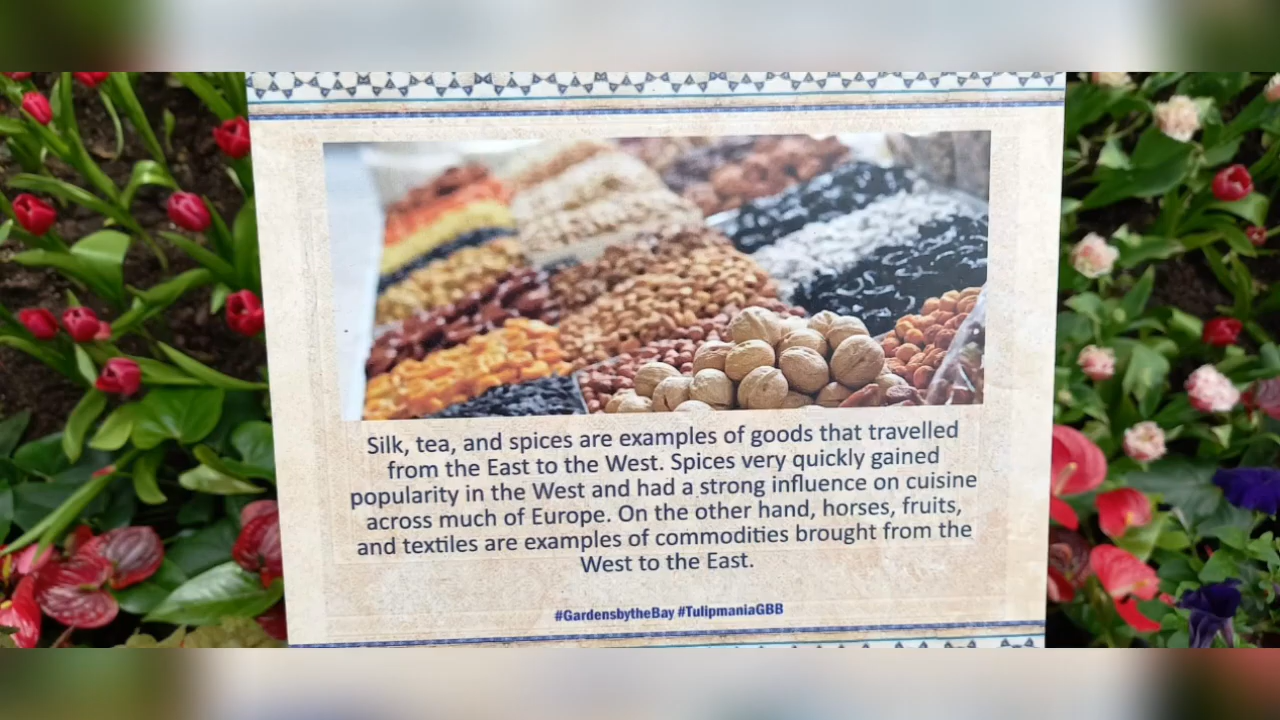 Silk, tea, and spices are examples of goods that travelled
from the East to the West. Spices very quickly gained
popularity in the West and had a strong influence on cuisine
across much of Europe. On the other hand, horses, fruits,
and textiles are examples of commodities brought from the
West to the East.
#GardensbytheBay #TulipmaniaGBB